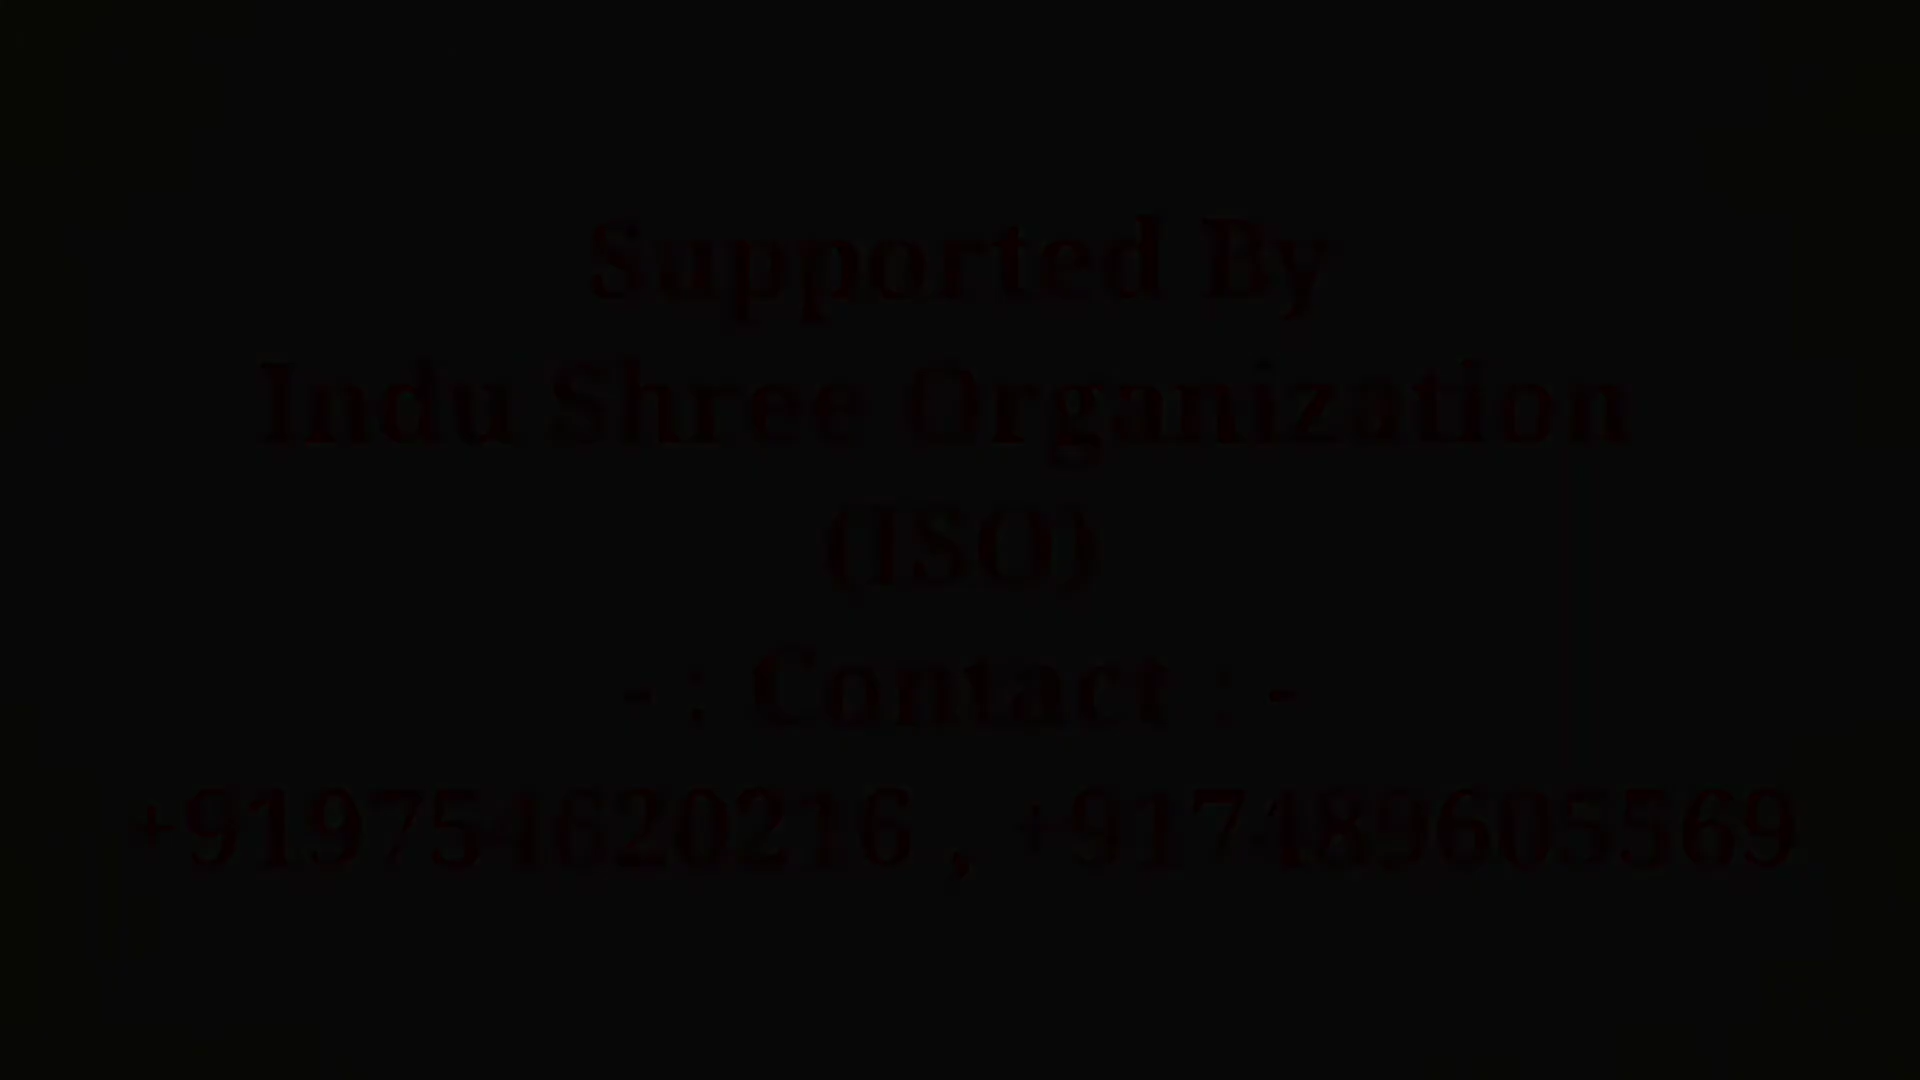 Supported By
Indu Shree Organization
(ISO)
- : Contact : -
+919754620216 , +917489605569